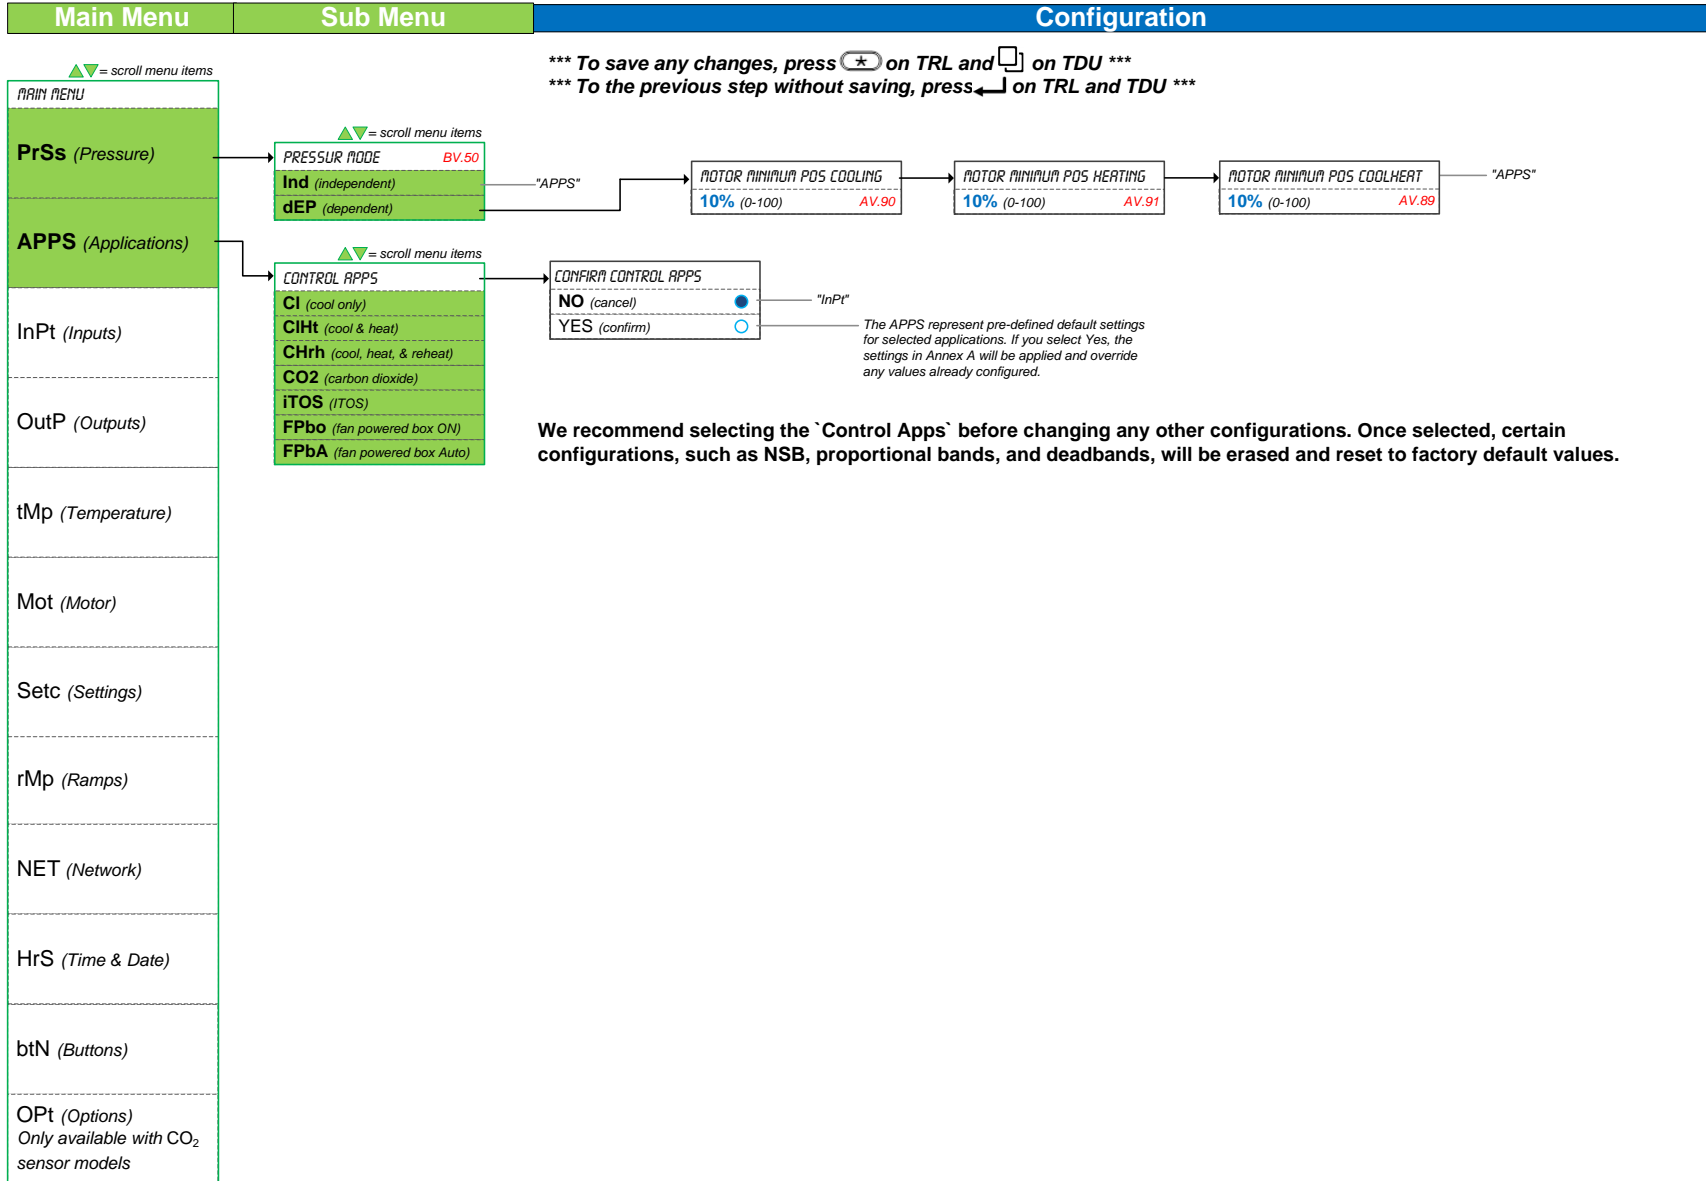 Main Menu
Sub Menu
Configuration
*** To save any changes, press * on TRL and on TDU ***
*** To the previous step without saving, press on TRL and TDU ***
= scroll menu items
MAIN MENU
PrSs (Pressure)
APPS (Applications)
InPt (Inputs)
OutP (Outputs)
tMp (Temperature)
Mot (Motor)
Setc (Settings)
rMp (Ramps)
NET (Network)
HrS (Time & Date)
btN (Buttons)
OPt (Options)
Only available with CO₂
sensor models
= scroll menu items
PRESSUR MODE BV.50
Ind (independent)
"APPS"
dEP (dependent)
MOTOR MINIMUM POS COOLING
10% (0-100) AV.90
MOTOR MINIMUM POS HEATING
10% (0-100) AV.91
MOTOR MINIMUM POS COOLHEAT
10% (0-100) AV.89
"APPS"
= scroll menu items
CONTROL APPS
Cl (cool only)
ClHt (cool & heat)
CHrh (cool, heat, & reheat)
CO2 (carbon dioxide)
iTOS (ITOS)
FPbo (fan powered box ON)
FPbA (fan powered box Auto)
CONFIRM CONTROL APPS
NO (cancel)
"InPt"
YES (confirm)
The APPS represent pre-defined default settings
for selected applications. If you select Yes, the
settings in Annex A will be applied and override
any values already configured.
We recommend selecting the `Control Apps` before changing any other configurations. Once selected, certain
configurations, such as NSB, proportional bands, and deadbands, will be erased and reset to factory default values.